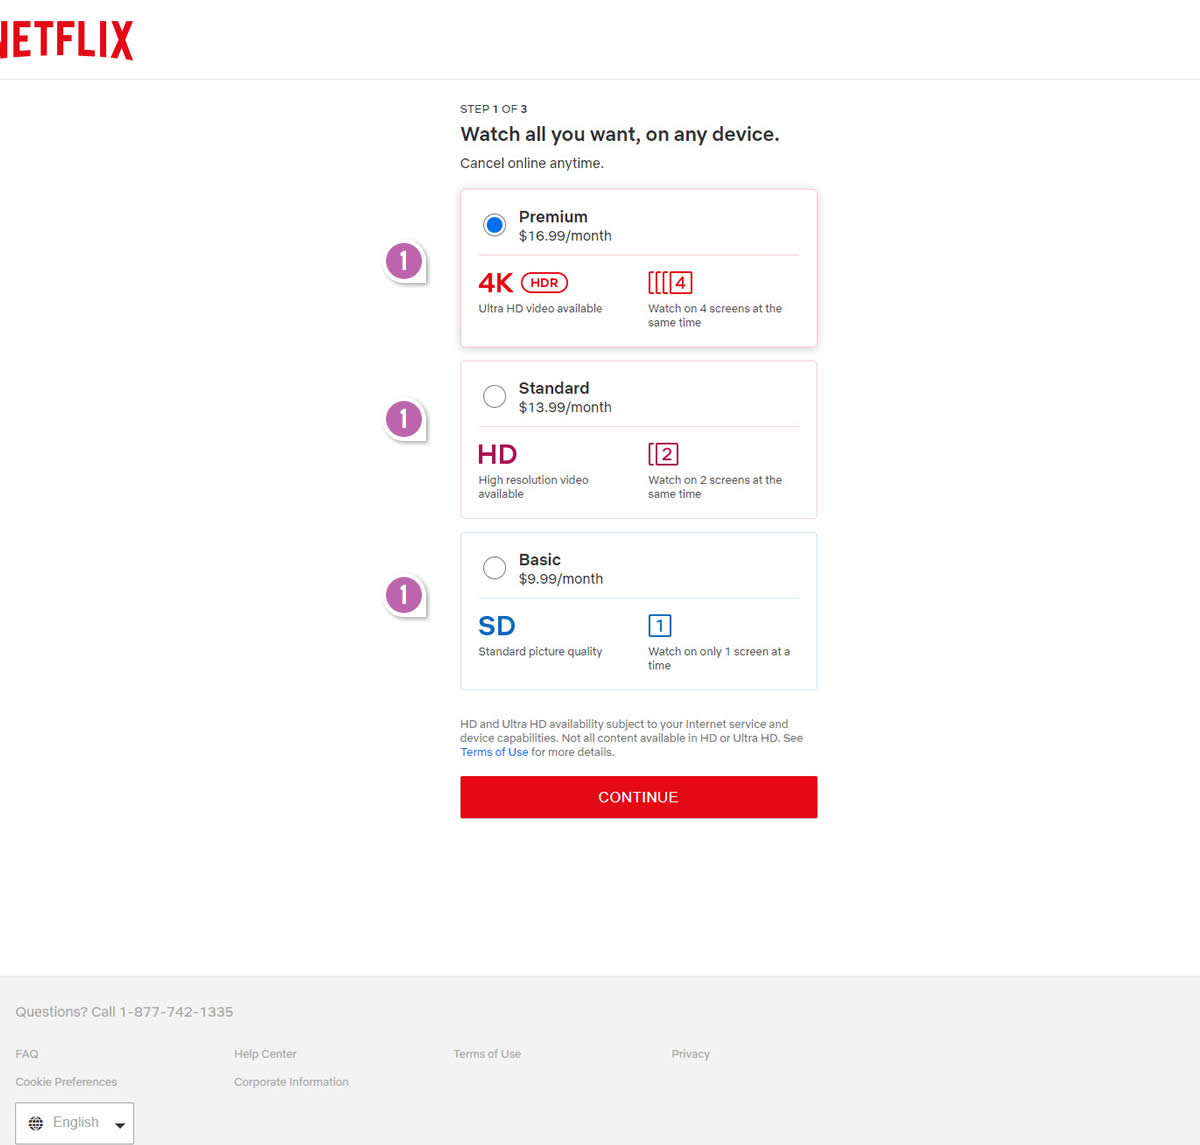 NETFLIX
STEP 1 OF 3
Watch all you want, on any device.
Cancel online anytime.
Premium
$16.99/month
1
4K HDR
4
Ultra HD video available
Watch on 4 screens at the
same time
Standard
$13.99/month
1
HD
2
High resolution video
available
Watch on 2 screens at the
same time
Basic
$9.99/month
1
SD
1
Standard picture quality
Watch on only 1 screen at a
time
HD and Ultra HD availability subject to your Internet service and
device capabilities. Not all content available in HD or Ultra HD. See
Terms of Use for more details.
CONTINUE
Questions? Call 1-877-742-1335
FAQ
Help Center
Terms of Use
Privacy
Cookie Preferences
Corporate Information
English